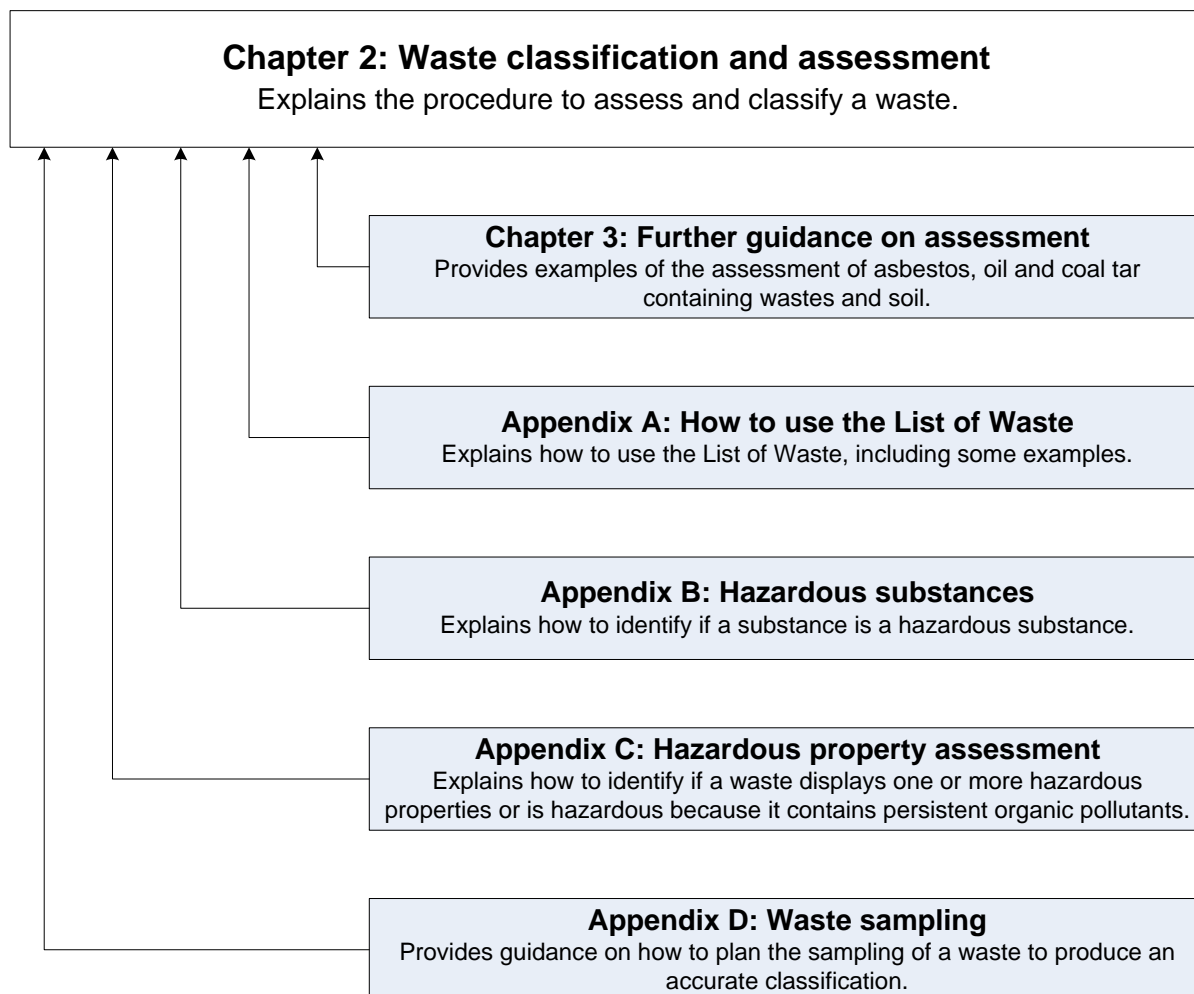 Chapter 2: Waste classification and assessment
Explains the procedure to assess and classify a waste.
Chapter 3: Further guidance on assessment
Provides examples of the assessment of asbestos, oil and coal tar
containing wastes and soil.
Appendix A: How to use the List of Waste
Explains how to use the List of Waste, including some examples.
Appendix B: Hazardous substances
Explains how to identify if a substance is a hazardous substance.
Appendix C: Hazardous property assessment
Explains how to identify if a waste displays one or more hazardous
properties or is hazardous because it contains persistent organic pollutants.
Appendix D: Waste sampling
Provides guidance on how to plan the sampling of a waste to produce an
accurate classification.